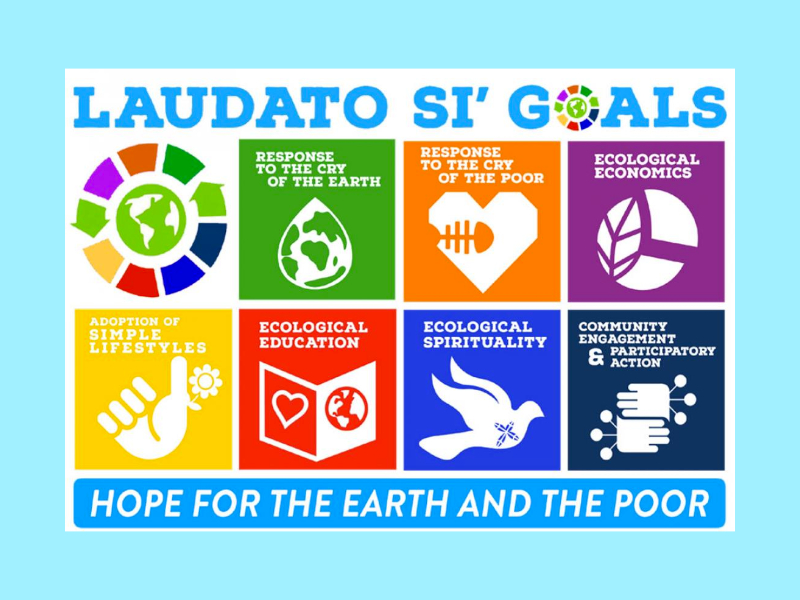 LAUDATO SI' GOALS
RESPONSE
TO THE CRY
OF THE EARTH
RESPONSE
TO THE CRY
OF THE POOR
ECOLOGICAL
ECONOMICS
ADOPTION OF
SIMPLE
LIFESTYLES
ECOLOGICAL
EDUCATION
ECOLOGICAL
SPIRITUALITY
COMMUNITY
ENGAGEMENT
& PARTICIPATORY
ACTION
HOPE FOR THE EARTH AND THE POOR